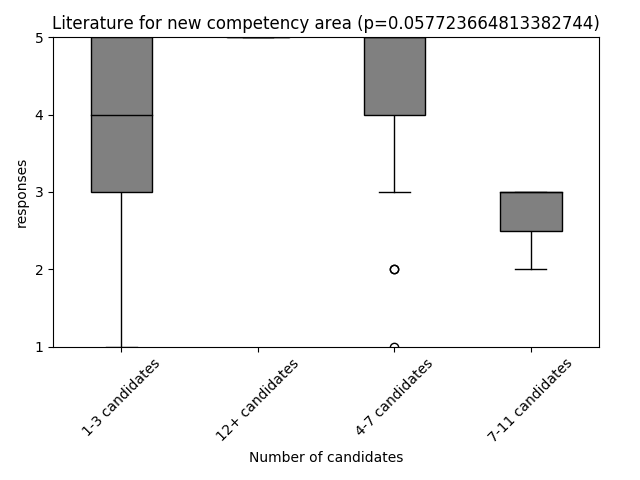 Literature for new competency area (p=0.057723664813382744)
5
4
3
2
1
responses
1-3 candidates
12+ candidates
4-7 candidates
7-11 candidates
Number of candidates